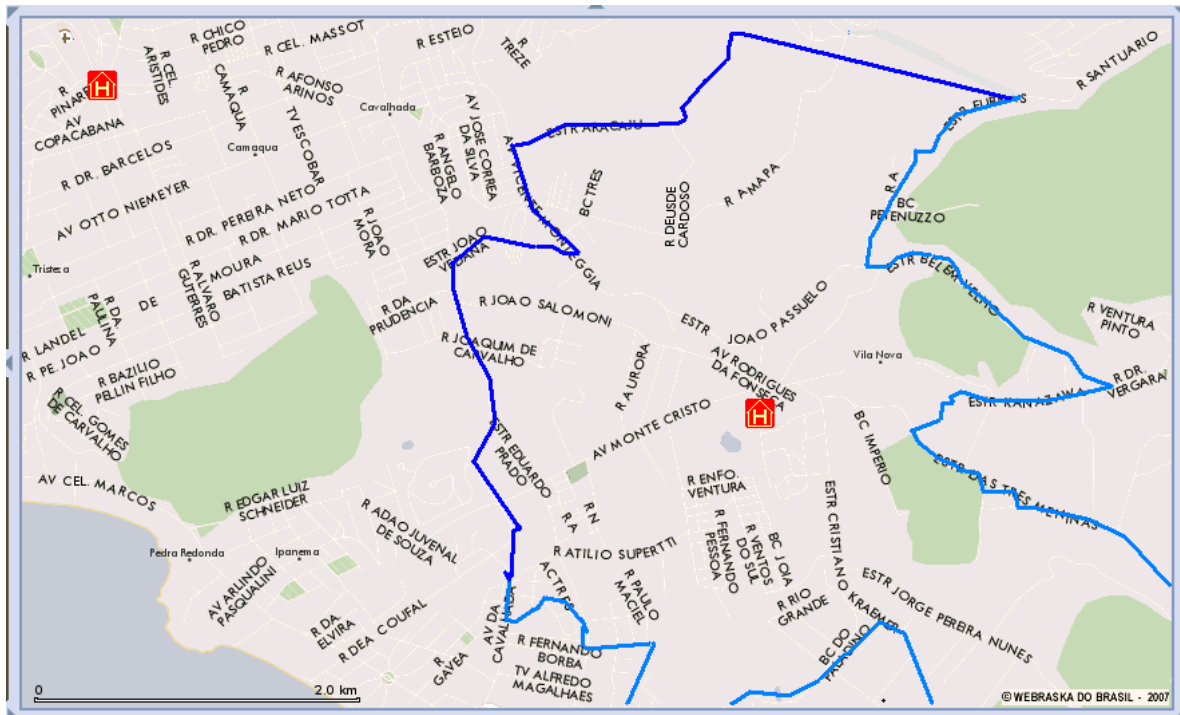 R CHICO
PEDRO
R CEL. MASSOT
R ESTEIO
R
TREZE
R CEL.
ARISTIDES
R SANTUARIO
R
PINARE
R
CAMAQUA
R AFONSO
ARINOS
Cavalhada
AV
COPACABANA
TV ESCOBAR
AV JOSE CORREA
DA SILVA
ESTR ARACAJU
R DR. BARCELOS
Camaqua
R ANGELO
BARBOZA
AV VICENTE MONTEGGIA
BC TRES
R DEUSDE
CARDOSO
R AMAPA
R A
BC
PETENUZZO
AV OTTO NIEMEYER
R DR. PEREIRA NETO
R DR. MARIO TOTTA
R JOAO
MORA
ESTR JOAO
VEDANA
ESTR BELEM VELHO
Tristeza
R ALVARO
GUTERRES
MOURA
BATISTA REUS
DE
R DA
PAULINA
R DA
PRUDENCIA
R JOAO SALOMONI
ESTR
JOAO PASSUELO
R VENTURA
PINTO
R LANDEL
R PE. JOAO
R BAZILIO
PELLIN FILHO
R JOAQUIM DE
CARVALHO
R AURORA
AV RODRIGUES
DA FONSECA
Vila Nova
R DR.
VERGARA
R CEL. GOMES
DE CARVALHO
ESTR KANAZAWA
AV MONTE CRISTO
BC IMPERIO
ESTR EDUARDO
PRADO
AV CEL. MARCOS
R EDGAR LUIZ
SCHNEIDER
R ENFO.
VENTURA
ESTR DAS TRES MENINAS
R ADAO JUVENAL
DE SOUZA
R N
R A
R FERNANDO
PESSOA
R VENTOS
DO SUL
BC JOIA
ESTR CRISTIANO KRAEMER
Pedra Redonda
Ipanema
R ATILIO SUPERTTI
AC TRES
R PAULO
MACIEL
R RIO
GRANDE
ESTR JORGE PEREIRA NUNES
AV ARLINDO
PASQUALINI
R DA
ELVIRA
R DEA COUFAL
R
GAVEA
AV DA
CAVALHADA
R FERNANDO
BORBA
TV ALFREDO
MAGALHAES
BC DO
PALADINO
0
2.0 km
© WEBRASKA DO BRASIL - 2007